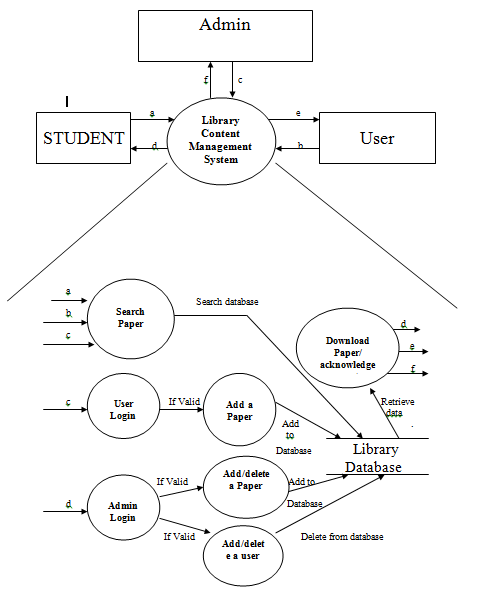 Admin
f
c
a
e
STUDENT
Library
Content
Management
System
User
d
b
a
b
c
Search
Paper
Search database
Download
Paper/
acknowledge
d
e
f
c
User
Login
If Valid
Add a
Paper
Add
to
Database
Retrieve
data
Library
Database
d
Admin
Login
If Valid
Add/delete
a Paper
Add to
Database
If Valid
Add/delet
e a user
Delete from database